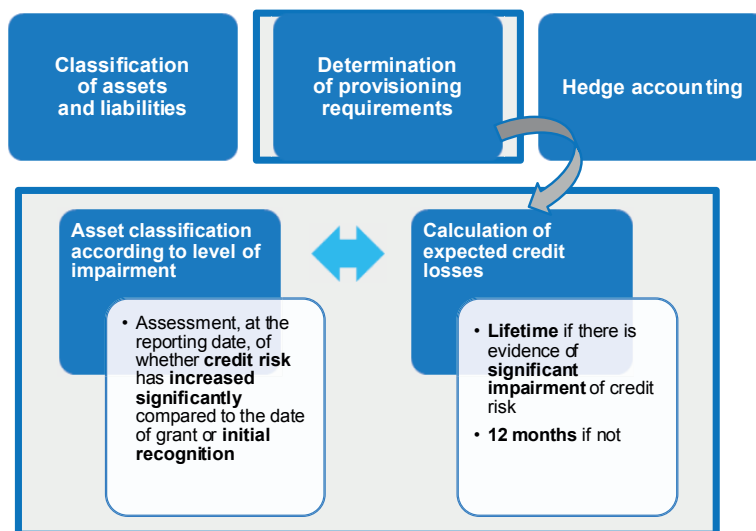 Classification
of assets
and liabilities
Determination
of provisioning
requirements
Hedge accounting
Asset classification
according to level of
impairment
• Assessment, at the
reporting date, of
whether credit risk
has increased
significantly
compared to the date
of grant or initial
recognition
Calculation of
expected credit
losses
• Lifetime if there is
evidence of
significant
impairment of credit
risk
• 12 months if not